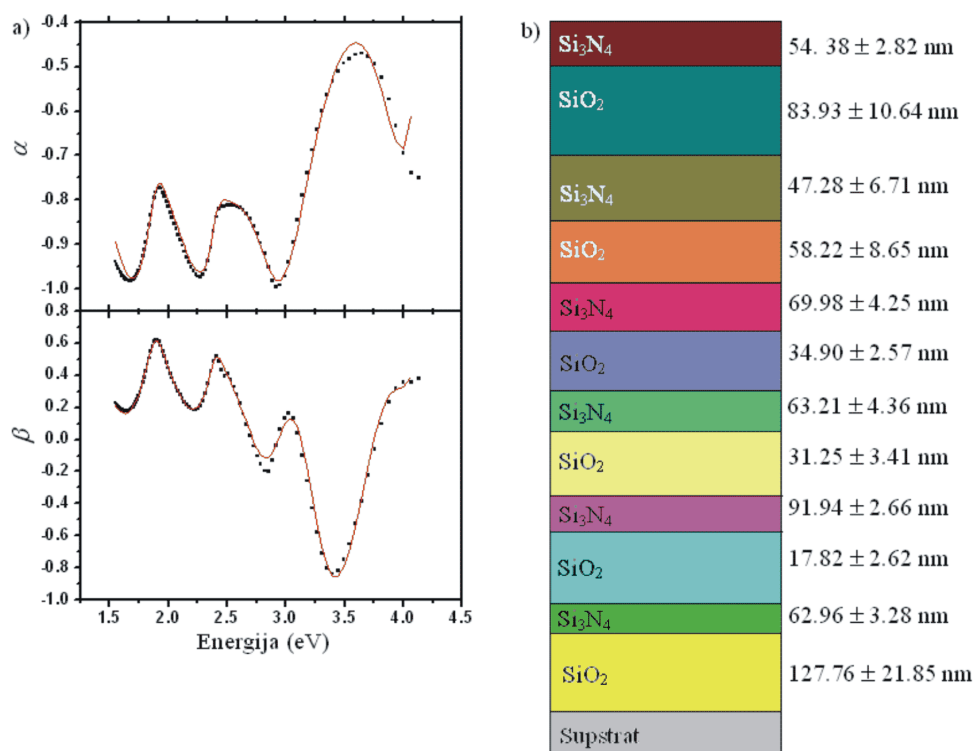 a)
-0.4
-0.5
-0.6
-0.7
-0.8
-0.9
-1.0
α
0.8
0.6
0.4
0.2
0.0
-0.2
-0.4
-0.6
-0.8
-1.0
β
1.5 2.0 2.5 3.0 3.5 4.0 4.5
Energija (eV)
b)
Si₃N₄ 54. 38 ± 2.82 nm
SiO₂ 83.93 ± 10.64 nm
Si₃N₄ 47.28 ± 6.71 nm
SiO₂ 58.22 ± 8.65 nm
Si₃N₄ 69.98 ± 4.25 nm
SiO₂ 34.90 ± 2.57 nm
Si₃N₄ 63.21 ± 4.36 nm
SiO₂ 31.25 ± 3.41 nm
Si₃N₄ 91.94 ± 2.66 nm
SiO₂ 17.82 ± 2.62 nm
Si₃N₄ 62.96 ± 3.28 nm
SiO₂ 127.76 ± 21.85 nm
Supstrat